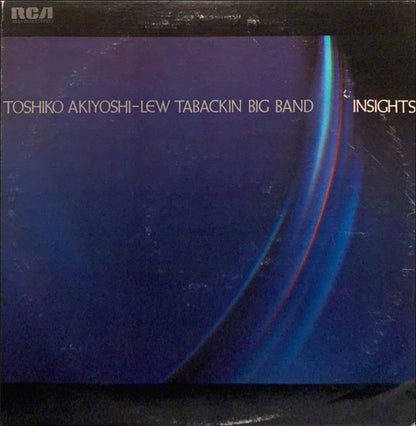 RCA
TOSHIKO AKIYOSHI-LEW TABACKIN BIG BAND INSIGHTS